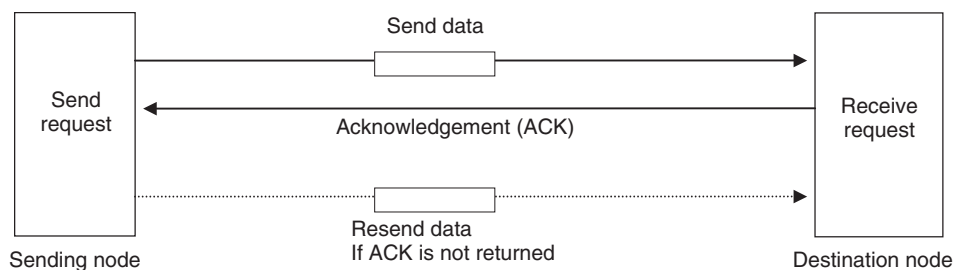 Send data
Send
request
Receive
request
Acknowledgement (ACK)
Resend data
If ACK is not returned
Sending node
Destination node